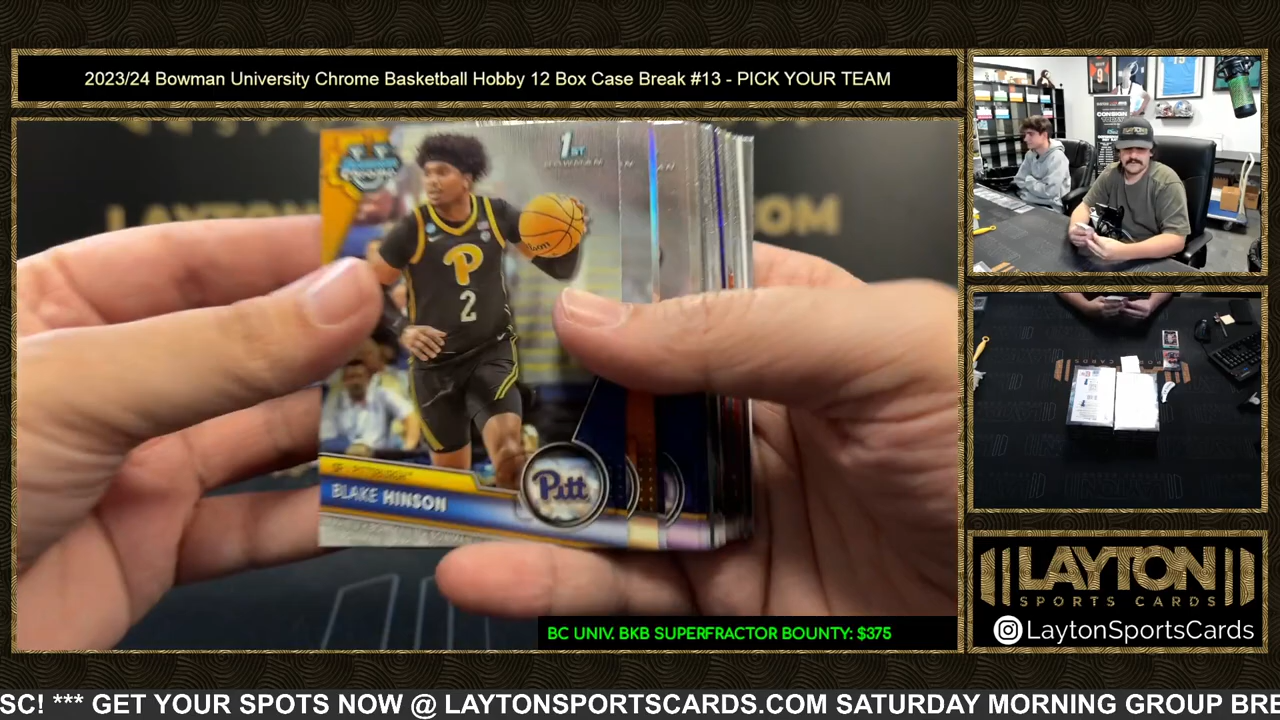 2023/24 Bowman University Chrome Basketball Hobby 12 Box Case Break #13 - PICK YOUR TEAM
1ST
BOWMAN
P
2
BLAKE HINSON
Pitt
CONSIGN
LAYTON
SPORTS CARDS
LaytonSportsCards
BC UNIV. BKB SUPERFRACTOR BOUNTY: $375
SC! *** GET YOUR SPOTS NOW @ LAYTONSPORTSCARDS.COM SATURDAY MORNING GROUP BRE